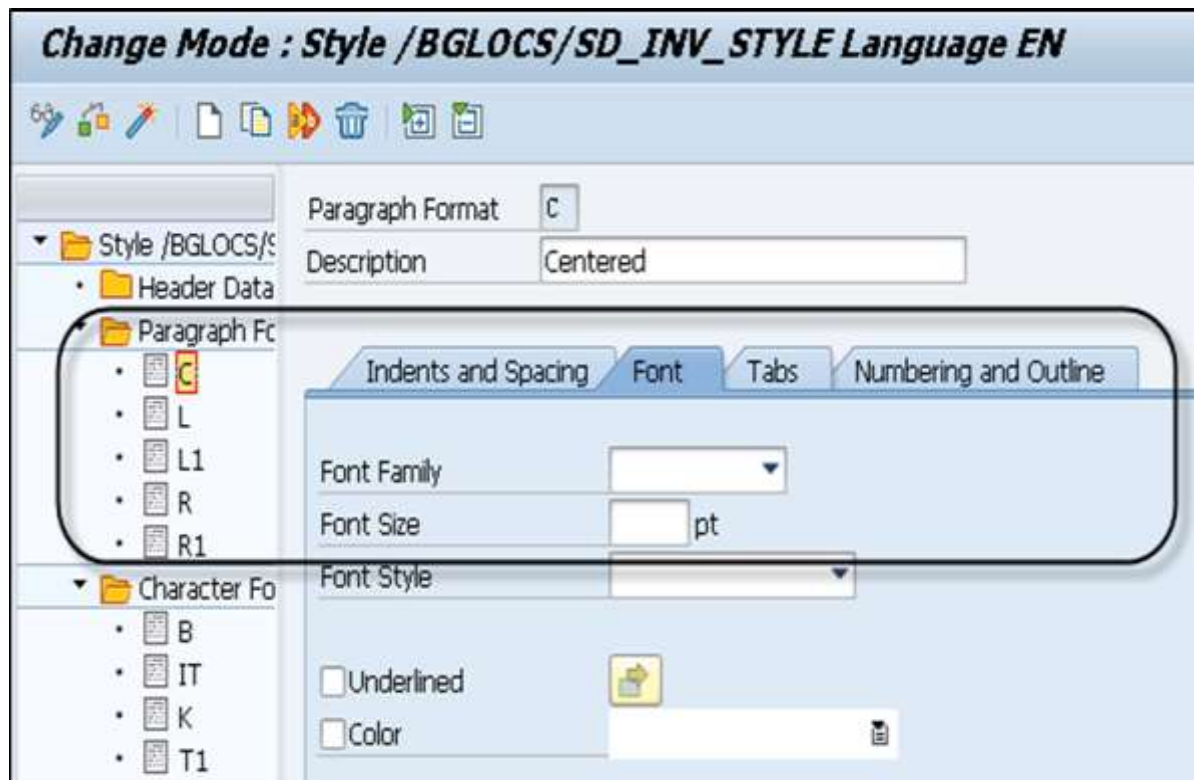 Change Mode : Style /BGLOCS/SD_INV_STYLE Language EN
Paragraph Format C
Description Centered
Style /BGLOCS/S
Header Data
Paragraph Fo
C
L
L1
R
R1
Character Fo
B
IT
K
T1
Indents and Spacing Font Tabs Numbering and Outline
Font Family
Font Size pt
Font Style
Underlined
Color